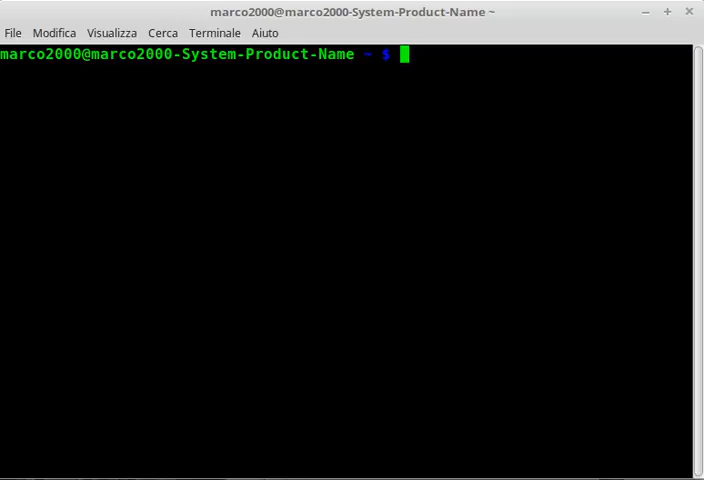 marco2000@marco2000-System-Product-Name ~
File Modifica Visualizza Cerca Terminale Aiuto
marco2000@marco2000-System-Product-Name ~ $